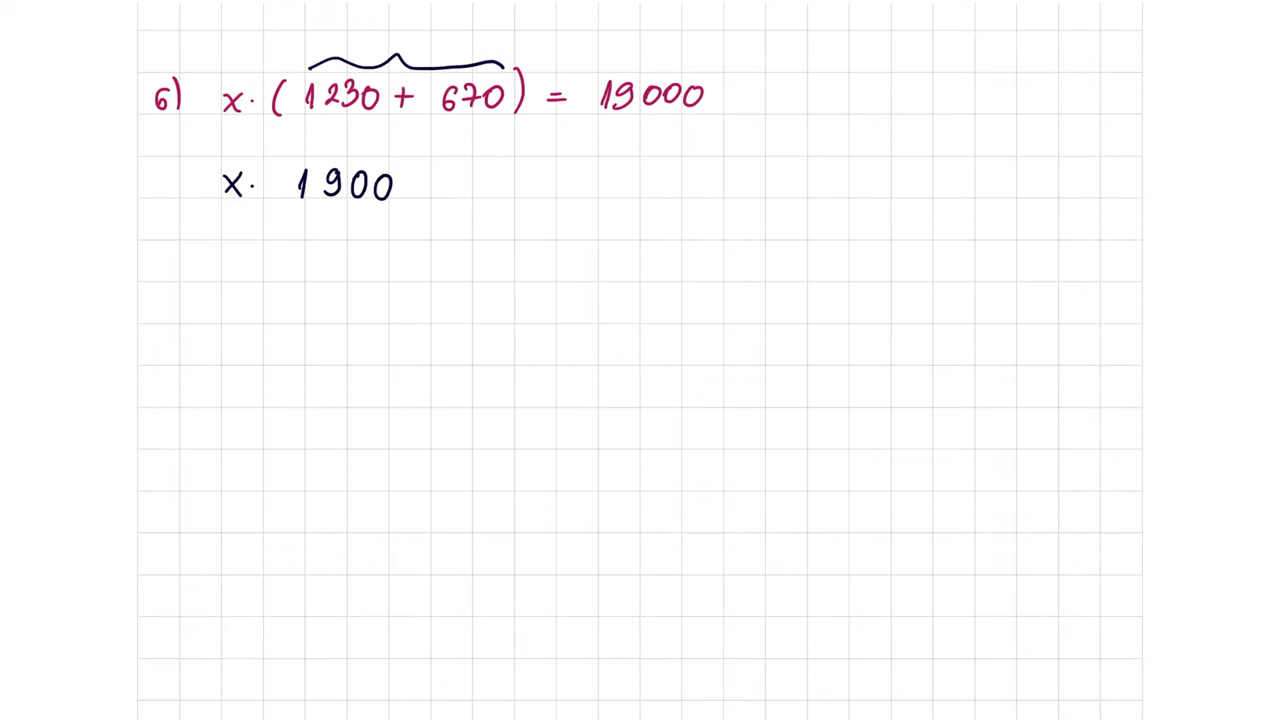 6) x · ( 1230 + 670 ) = 19000
x · 1900